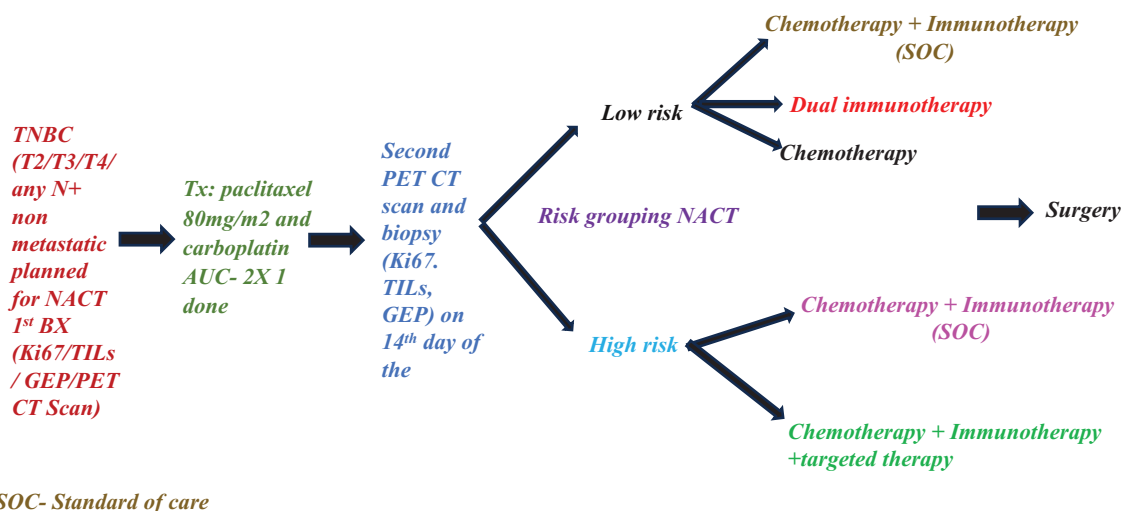 TNBC
(T2/T3/T4/
any N+
non
metastatic
planned
for NACT
1st BX
(Ki67/TILs
/ GEP/PET
CT Scan)
Tx: paclitaxel
80mg/m2 and
carboplatin
AUC- 2X 1
done
Second
PET CT
scan and
biopsy
(Ki67.
TILs,
GEP) on
14th day of
the
Risk grouping NACT
Low risk
Chemotherapy + Immunotherapy
(SOC)
Dual immunotherapy
Chemotherapy
High risk
Chemotherapy + Immunotherapy
(SOC)
Chemotherapy + Immunotherapy
+targeted therapy
Surgery
SOC- Standard of care